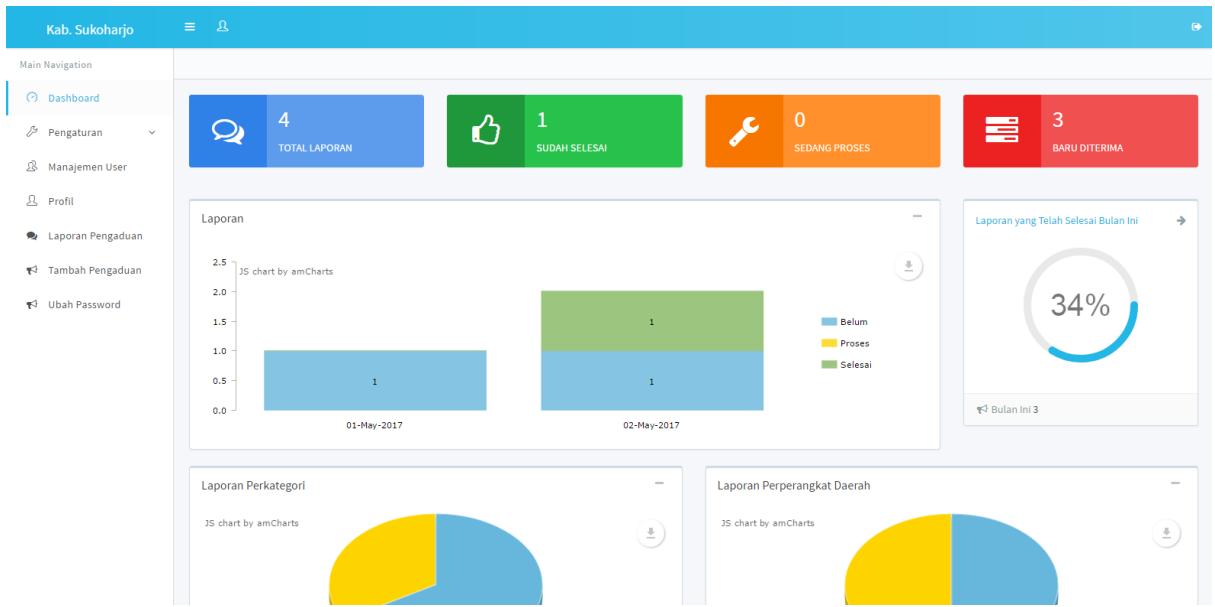 Kab. Sukoharjo
Main Navigation
Dashboard
Pengaturan
Manajemen User
Profil
Laporan Pengaduan
Tambah Pengaduan
Ubah Password
4
TOTAL LAPORAN
1
SUDAH SELESAI
0
SEDANG PROSES
3
BARU DITERIMA
Laporan
JS chart by amCharts
2.5
2.0
1.5
1.0
0.5
0.0
1
1
1
01-May-2017
02-May-2017
Belum
Proses
Selesai
Laporan yang Telah Selesai Bulan Ini
34%
Bulan Ini 3
Laporan Perkategori
JS chart by amCharts
Laporan Perperangkat Daerah
JS chart by amCharts